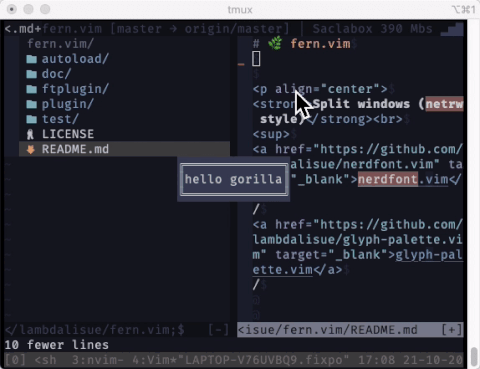 tmux
⌥⌘1
<.md+fern.vim [master → origin/master] | Saclabox 390 Mbs
fern.vim/
autoload/
doc/
ftplugin/
plugin/
test/
LICENSE
README.md
</lambdalisue/fern.vim;$ [-]
# 🌿 fern.vim
<p align="center">
<strong>Split windows (netrw
style)</strong><br>
<sup>
<a href="https://github.com/
alisue/nerdfont.vim" ta
"_blank">nerdfont.vim</
/
<a href="https://github.com/
lambdalisue/glyph-palette.vi
m" target="_blank">glyph-pal
ette.vim</a>
/
<isue/fern.vim/README.md [+]
hello gorilla
10 fewer lines
[0] <sh 3:nvim- 4:Vim*"LAPTOP-V76UVBQ9.fixpo" 17:08 21-10-20